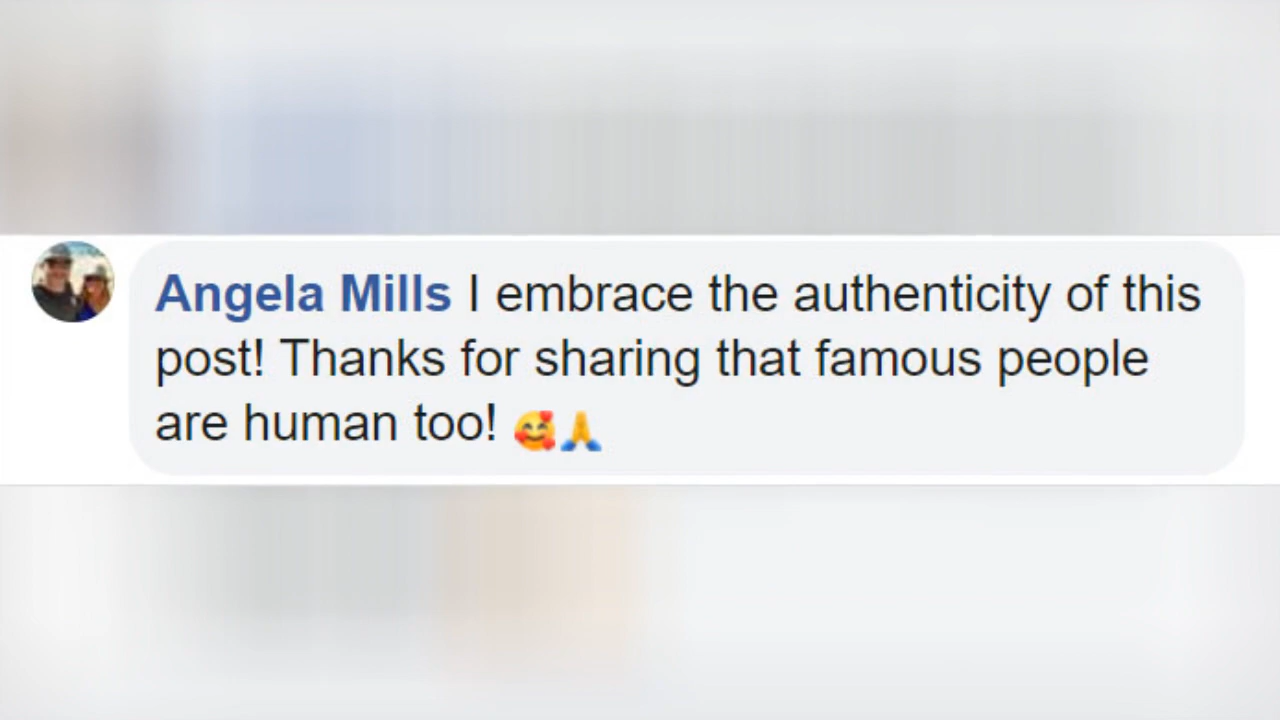 Angela Mills I embrace the authenticity of this
post! Thanks for sharing that famous people
are human too! 🥰🙏